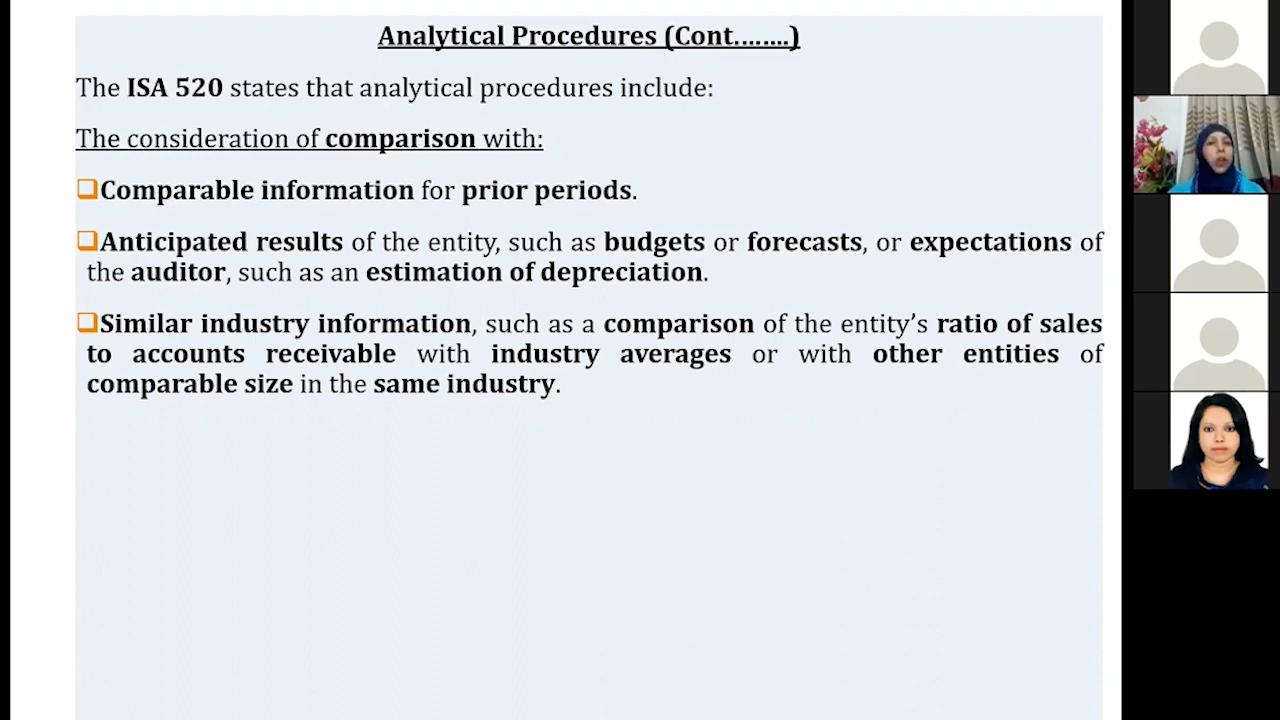 Analytical Procedures (Cont........)
The ISA 520 states that analytical procedures include:
The consideration of comparison with:
❑Comparable information for prior periods.
❑Anticipated results of the entity, such as budgets or forecasts, or expectations of
the auditor, such as an estimation of depreciation.
❑Similar industry information, such as a comparison of the entity’s ratio of sales
to accounts receivable with industry averages or with other entities of
comparable size in the same industry.